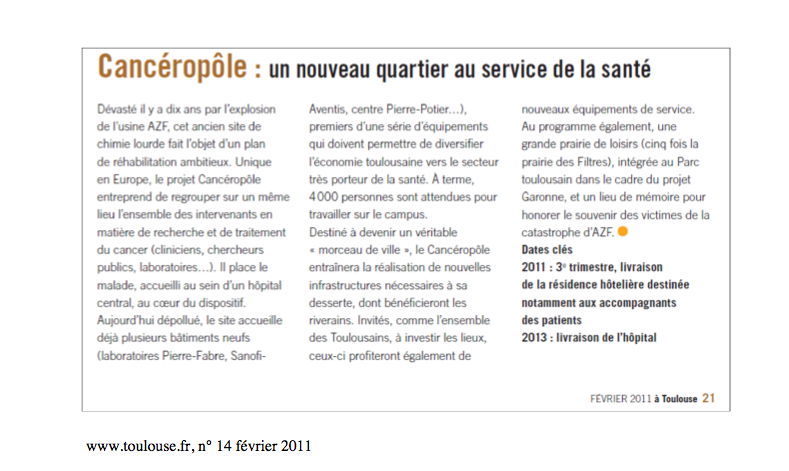 Cancéropôle : un nouveau quartier au service de la santé
Dévasté il y a dix ans par l'explosion
de l'usine AZF, cet ancien site de
chimie lourde fait l'objet d'un plan
de réhabilitation ambitieux. Unique
en Europe, le projet Cancéropôle
entreprend de regrouper sur un même
lieu l'ensemble des intervenants en
matière de recherche et de traitement
du cancer (cliniciens, chercheurs
publics, laboratoires…). Il place le
malade, accueilli au sein d'un hôpital
central, au cœur du dispositif.
Aujourd'hui dépollué, le site accueille
déjà plusieurs bâtiments neufs
(laboratoires Pierre-Fabre, Sanofi-
Aventis, centre Pierre-Potier…),
premiers d'une série d'équipements
qui doivent permettre de diversifier
l'économie toulousaine vers le secteur
très porteur de la santé. À terme,
4 000 personnes sont attendues pour
travailler sur le campus.
Destiné à devenir un véritable
« morceau de ville », le Cancéropôle
entraînera la réalisation de nouvelles
infrastructures nécessaires à sa
desserte, dont bénéficieront les
riverains. Invités, comme l'ensemble
des Toulousains, à investir les lieux,
ceux-ci profiteront également de
nouveaux équipements de service.
Au programme également, une
grande prairie de loisirs (cinq fois la
prairie des Filtres), intégrée au Parc
toulousain dans le cadre du projet
Garonne, et un lieu de mémoire pour
honorer le souvenir des victimes de la
catastrophe d'AZF.
Dates clés
2011 : 3e trimestre, livraison
de la résidence hôtelière destinée
notamment aux accompagnants
des patients
2013 : livraison de l'hôpital
FÉVRIER 2011 à Toulouse 21
www.toulouse.fr, n° 14 février 2011